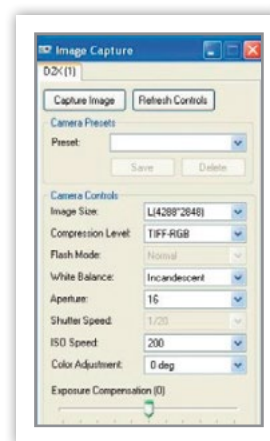 Image Capture
D2X (1)
Capture Image Refresh Controls
Camera Presets
Preset:
Save Delete
Camera Controls
Image Size: L(4288*2848)
Compression Level: TIFF-RGB
Flash Mode: Normal
White Balance: Incandescent
Aperture: 16
Shutter Speed: 1/20
ISO Speed: 200
Color Adjustment: 0 deg
Exposure Compensation (0)